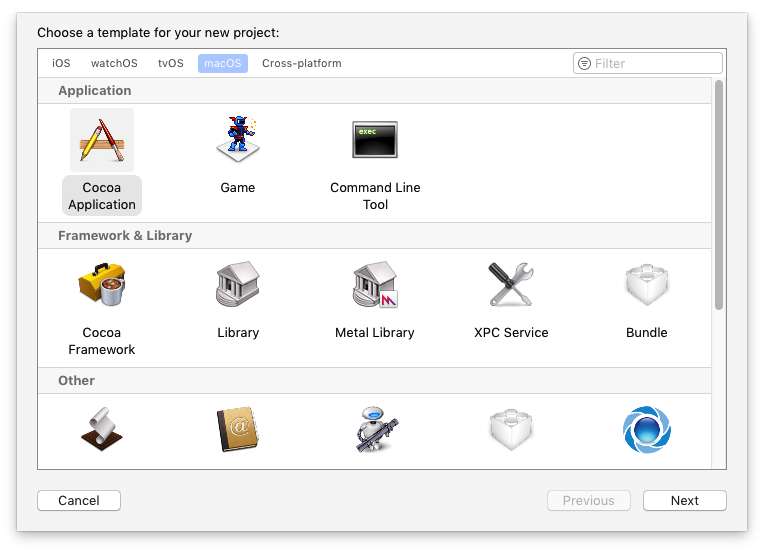 Choose a template for your new project:
iOS watchOS tvOS macOS Cross-platform Filter
Application
exec
Cocoa Application
Game
Command Line Tool
Framework & Library
Cocoa Framework
Library
Metal Library
XPC Service
Bundle
Other
@
Cancel
Previous
Next